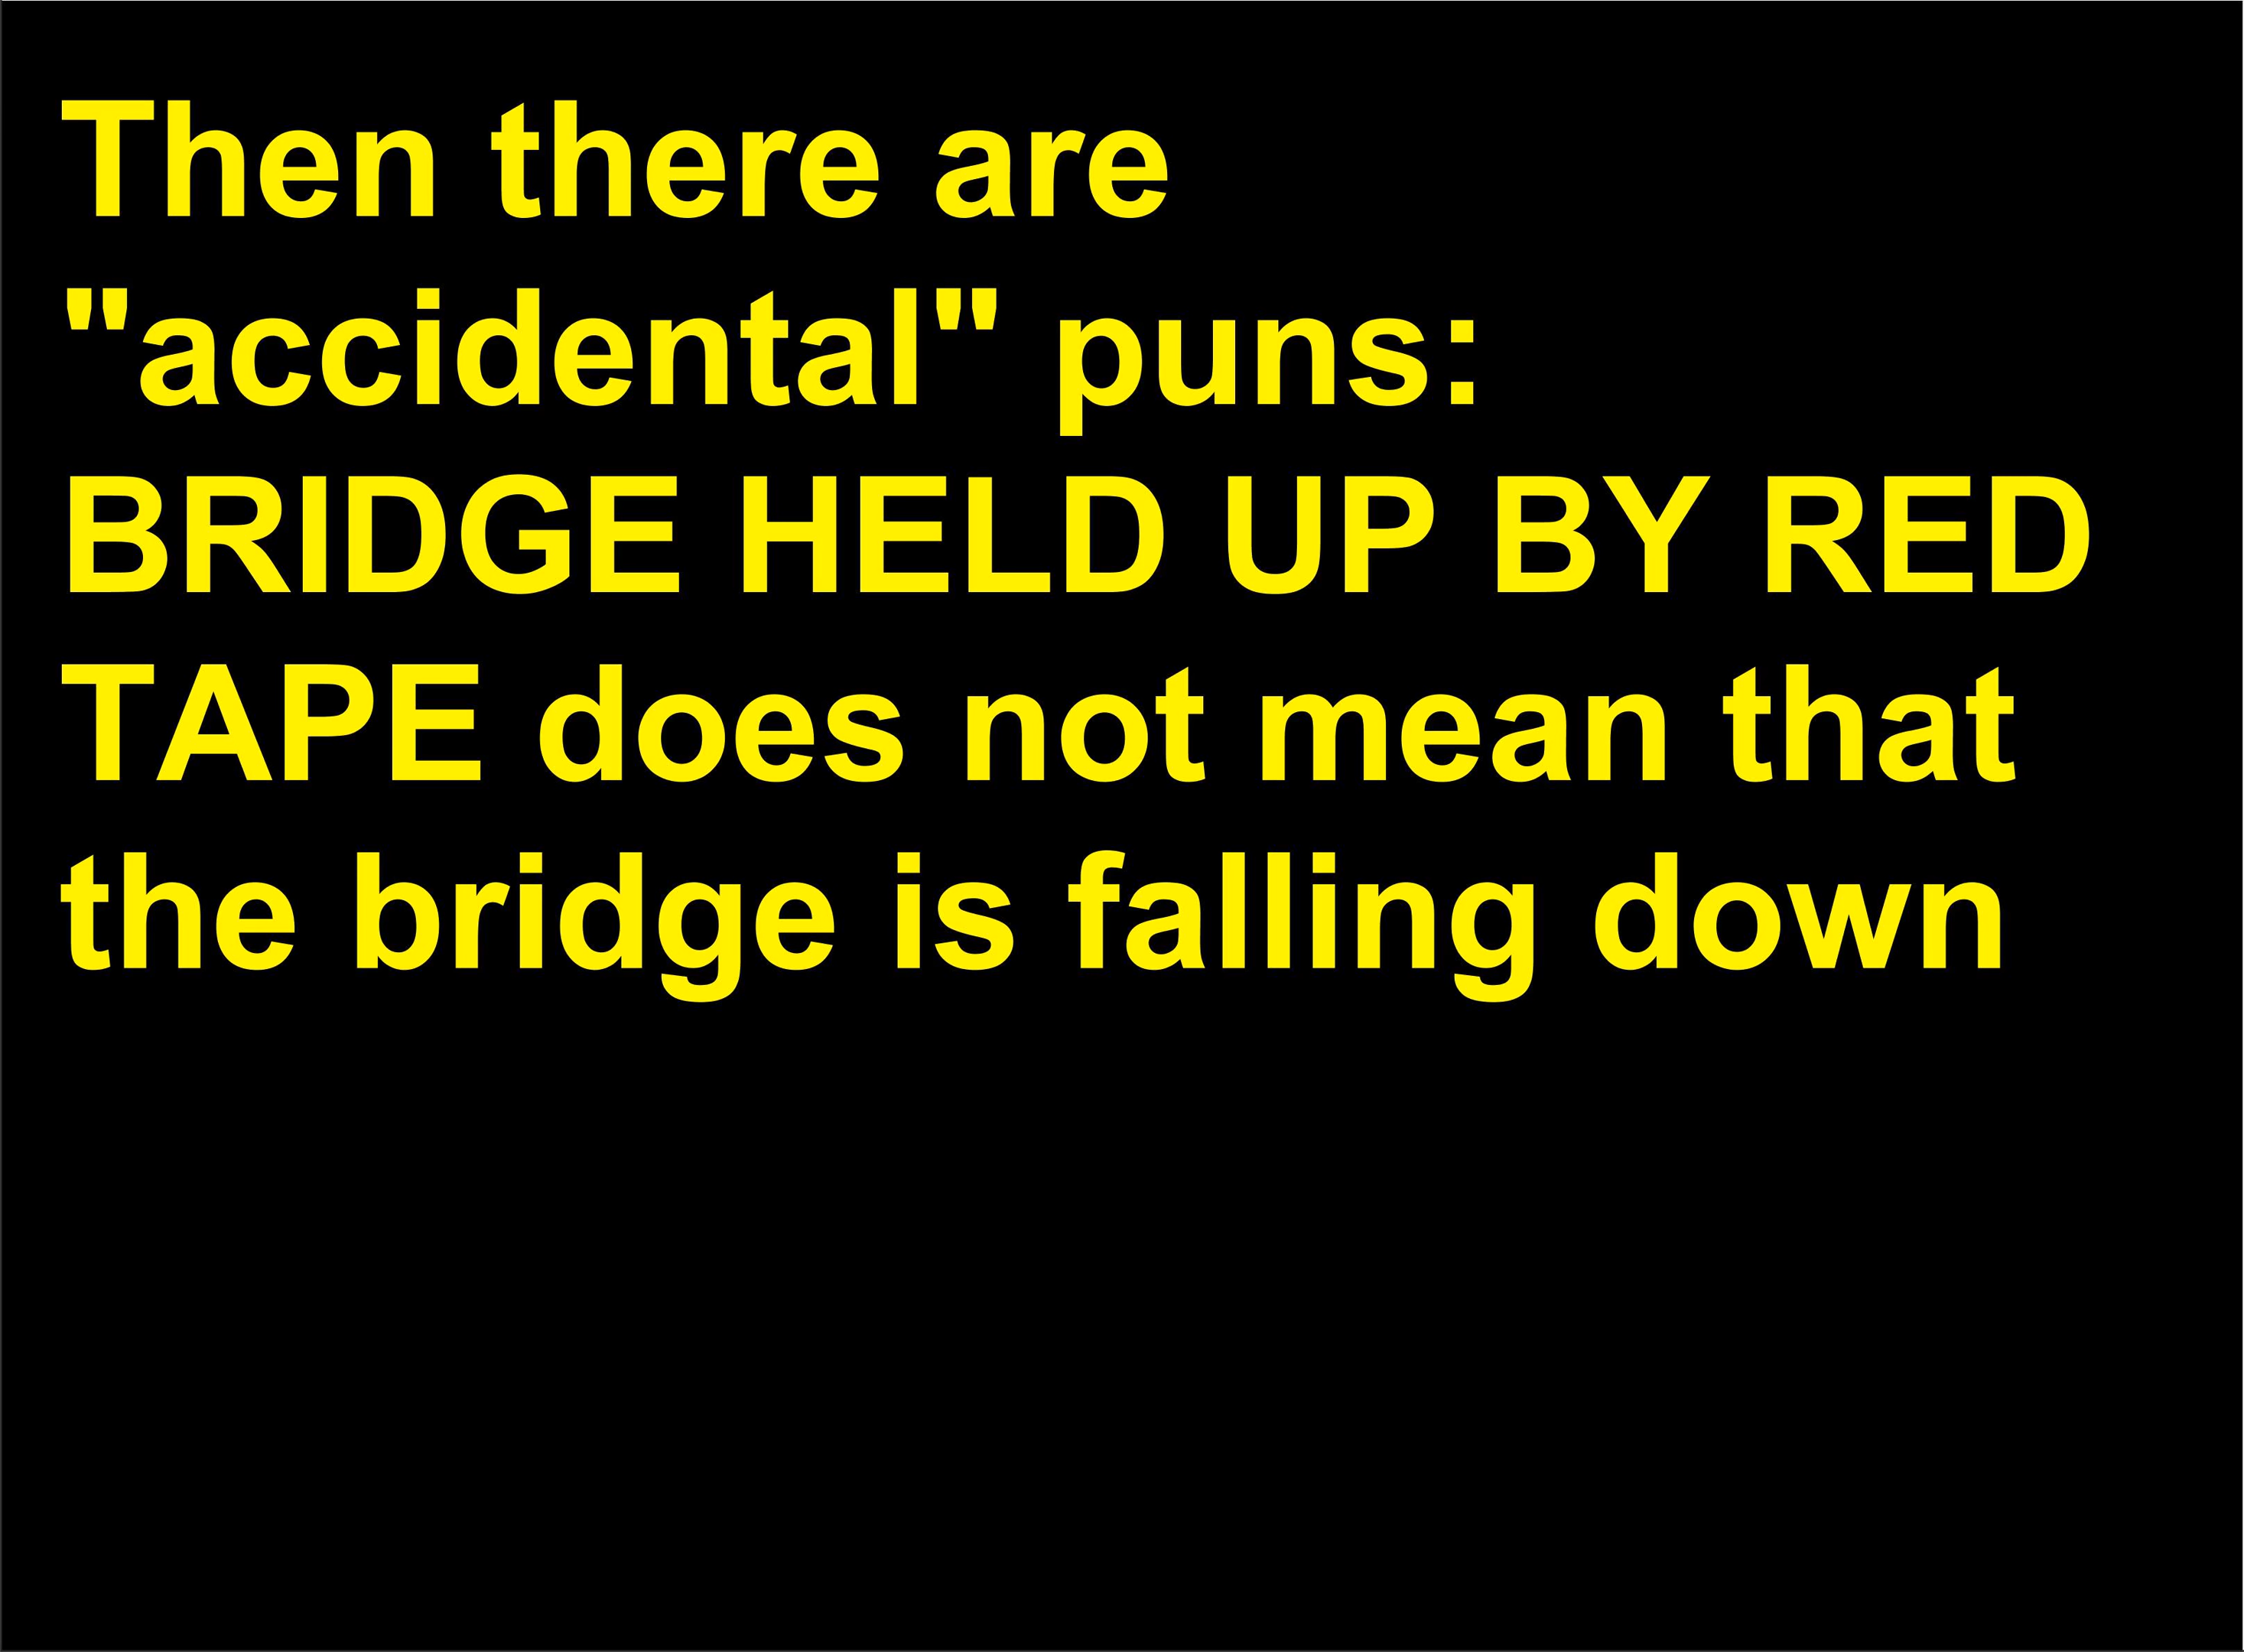 Then there are
"accidental" puns:
BRIDGE HELD UP BY RED
TAPE does not mean that
the bridge is falling down